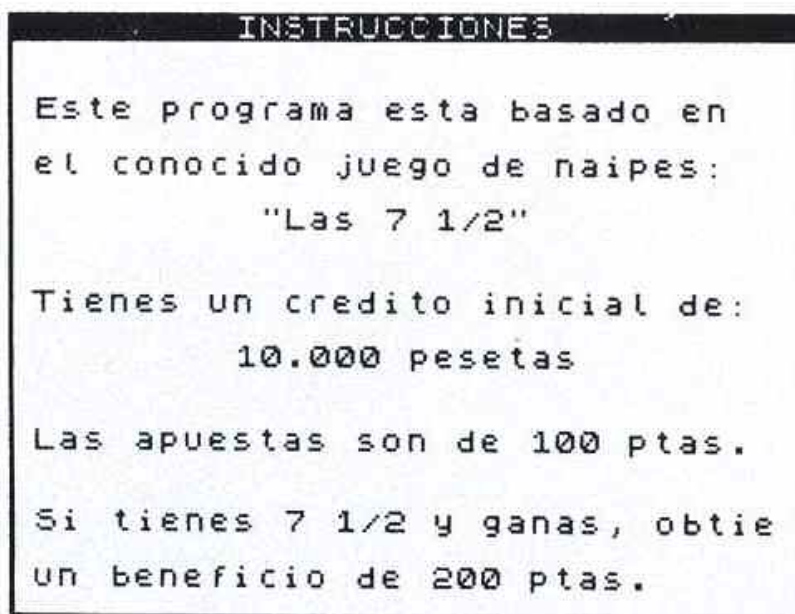 INSTRUCCIONES
Este programa esta basado en
el conocido juego de naipes:
"Las 7 1/2"
Tienes un credito inicial de:
10.000 pesetas
Las apuestas son de 100 ptas.
Si tienes 7 1/2 y ganas, obtie
un beneficio de 200 ptas.